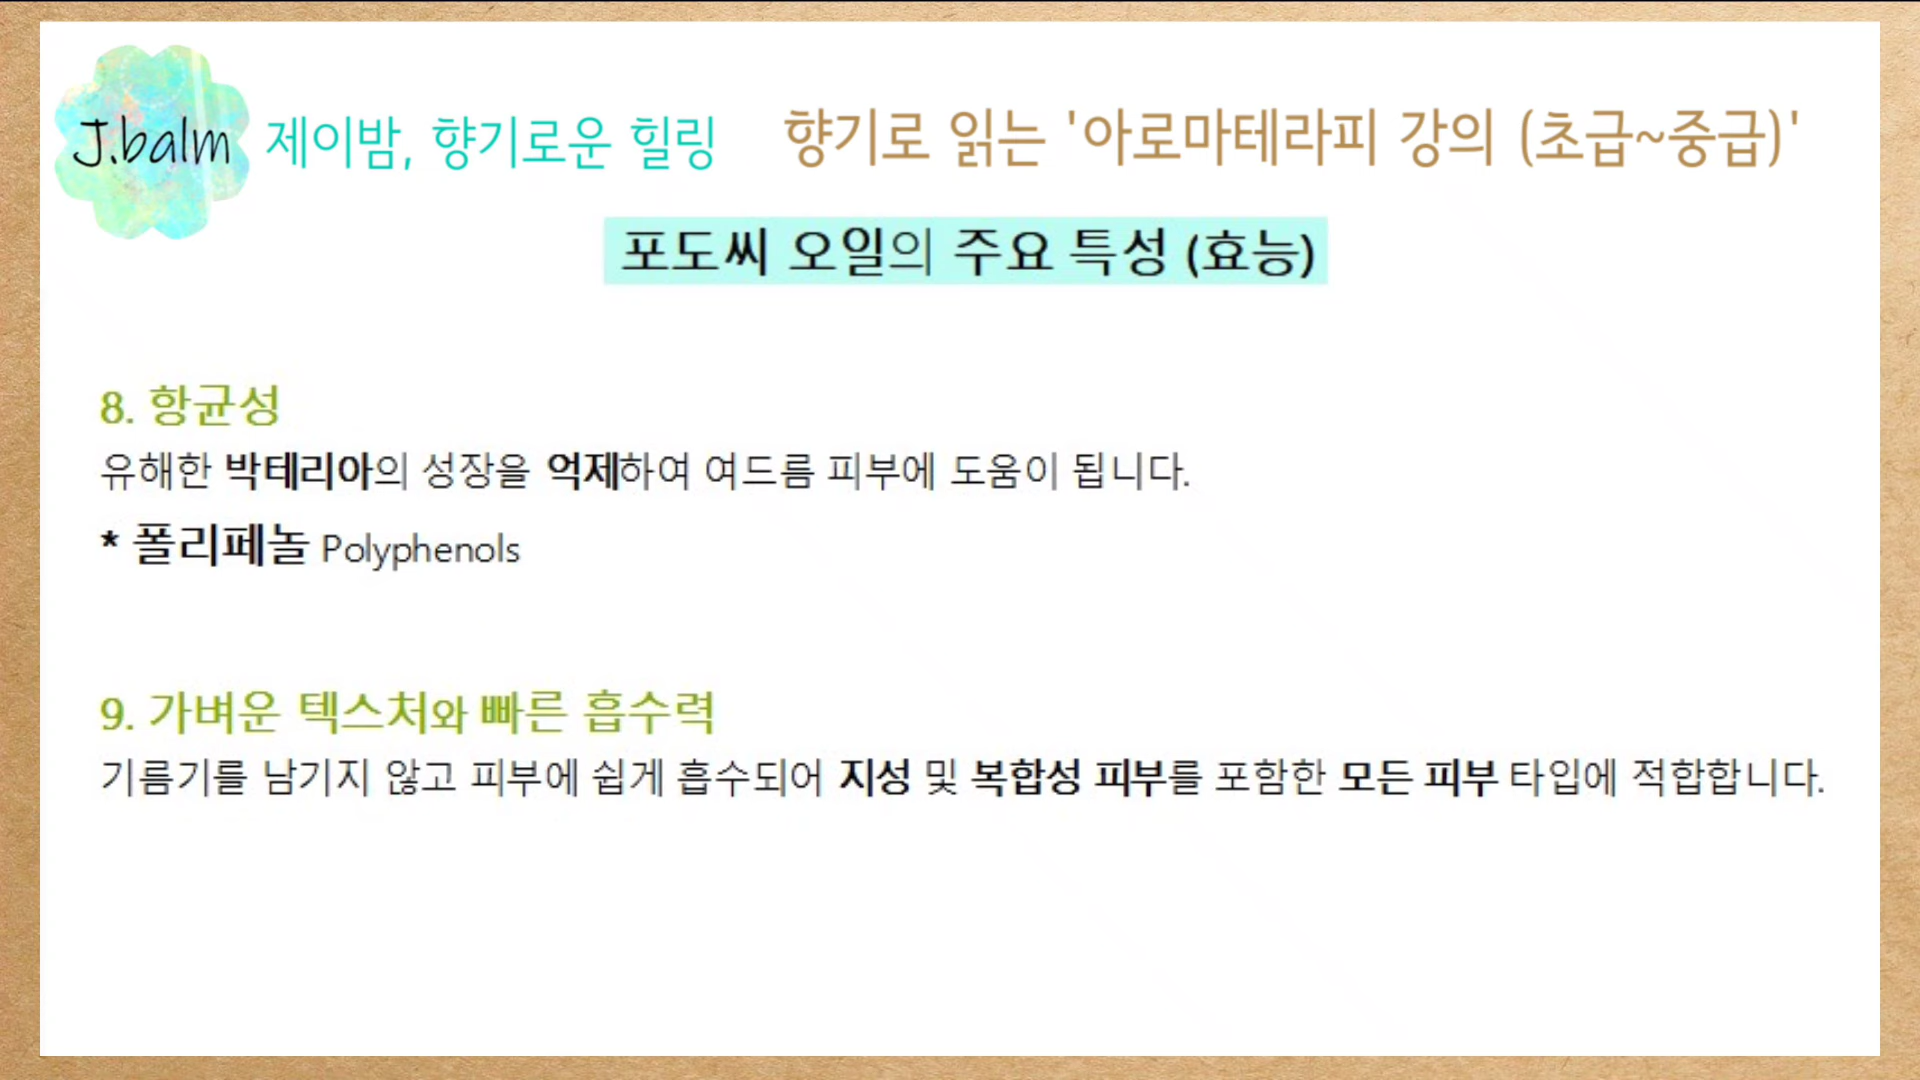 J.balm 제이밤, 향기로운 힐링 향기로 읽는 '아로마테라피 강의 (초급~중급)'
포도씨 오일의 주요 특성 (효능)
8. 항균성
유해한 박테리아의 성장을 억제하여 여드름 피부에 도움이 됩니다.
* 폴리페놀 Polyphenols
9. 가벼운 텍스처와 빠른 흡수력
기름기를 남기지 않고 피부에 쉽게 흡수되어 지성 및 복합성 피부를 포함한 모든 피부 타입에 적합합니다.